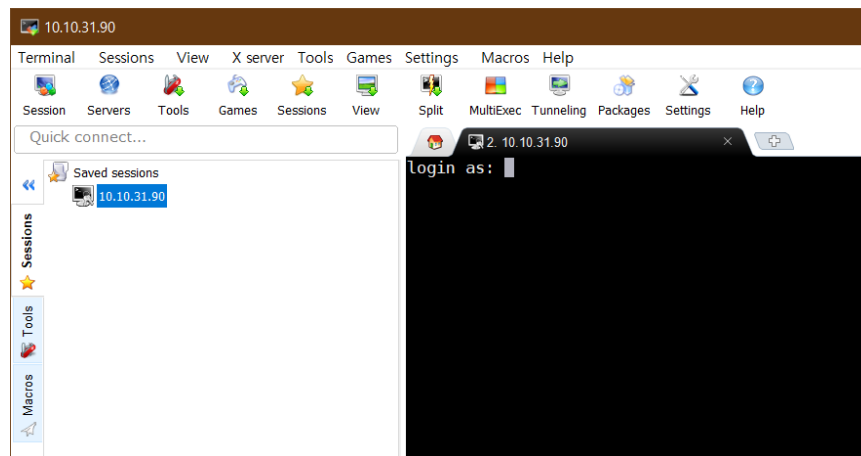 10.10.31.90
Terminal Sessions View X server Tools Games Settings Macros Help
Session Servers Tools Games Sessions View Split MultiExec Tunneling Packages Settings Help
Quick connect...
2. 10.10.31.90
Saved sessions
10.10.31.90
login as:
Sessions
Tools
Macros